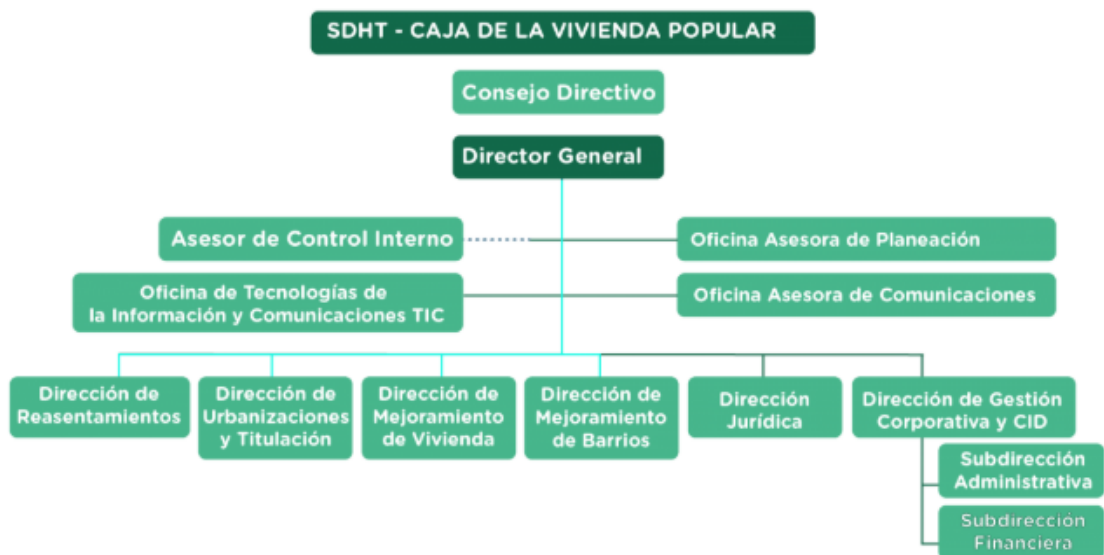 SDHT - CAJA DE LA VIVIENDA POPULAR
Consejo Directivo
Director General
Asesor de Control Interno
Oficina Asesora de Planeación
Oficina de Tecnologías de
la Información y Comunicaciones TIC
Oficina Asesora de Comunicaciones
Dirección de
Reasentamientos
Dirección de
Urbanizaciones
y Titulación
Dirección de
Mejoramiento
de Vivienda
Dirección de
Mejoramiento
de Barrios
Dirección
Jurídica
Dirección de Gestión
Corporativa y CID
Subdirección
Administrativa
Subdirección
Financiera